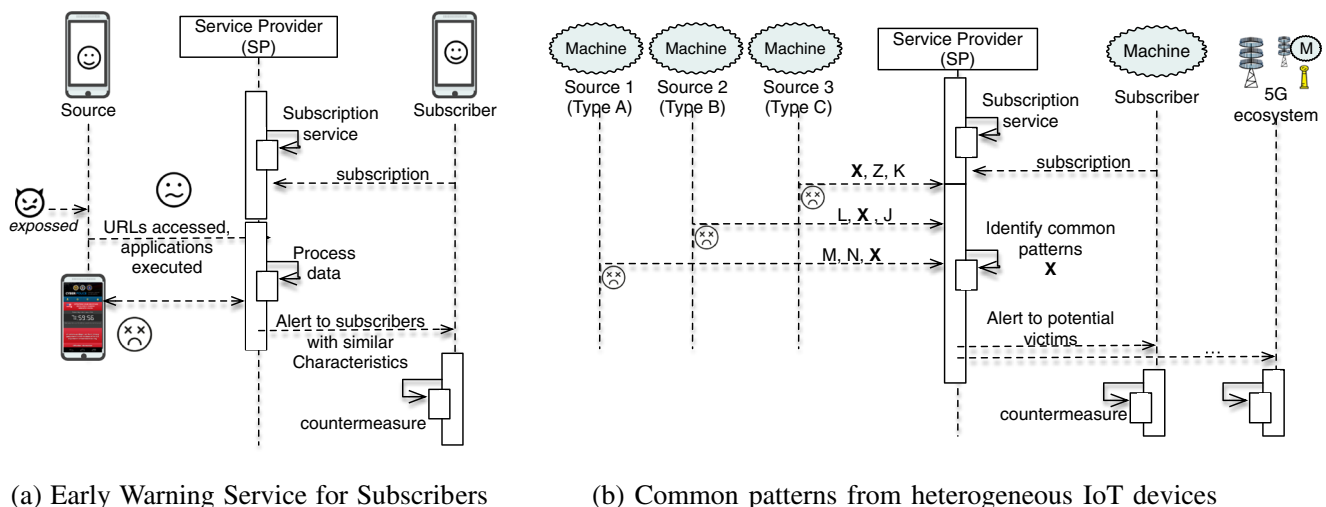 Service Provider
(SP)
Source
Subscriber
Subscription
service
subscription
expossed
URLs accessed,
applications
executed
Process
data
59:56
Alert to subscribers
with similar
Characteristics
countermeasure
(a) Early Warning Service for Subscribers
Machine
Machine
Machine
Service Provider
(SP)
Machine
M
Source 1
(Type A)
Source 2
(Type B)
Source 3
(Type C)
Subscriber
5G
ecosystem
Subscription
service
subscription
X, Z, K
L, X , J
M, N, X
Identify common
patterns
X
Alert to potential
victims
...
countermeasure
(b) Common patterns from heterogeneous IoT devices